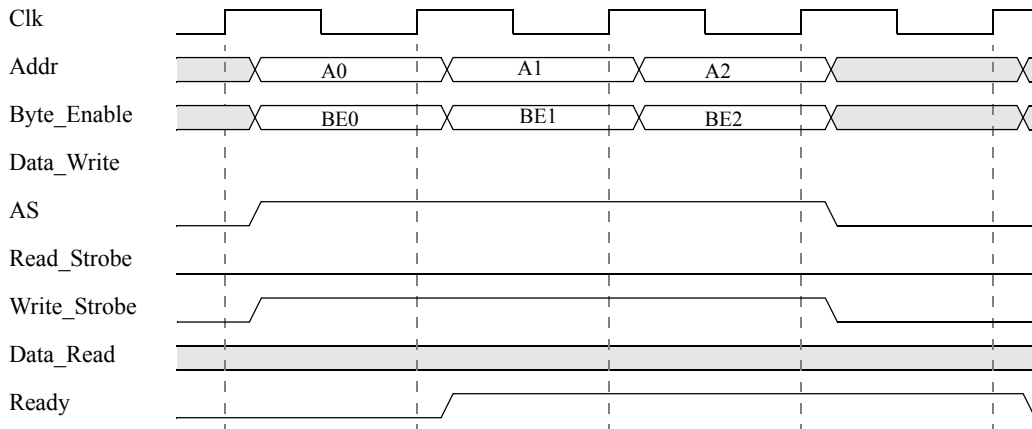 Clk
Addr A0 A1 A2
Byte_Enable BE0 BE1 BE2
Data_Write
AS
Read_Strobe
Write_Strobe
Data_Read
Ready